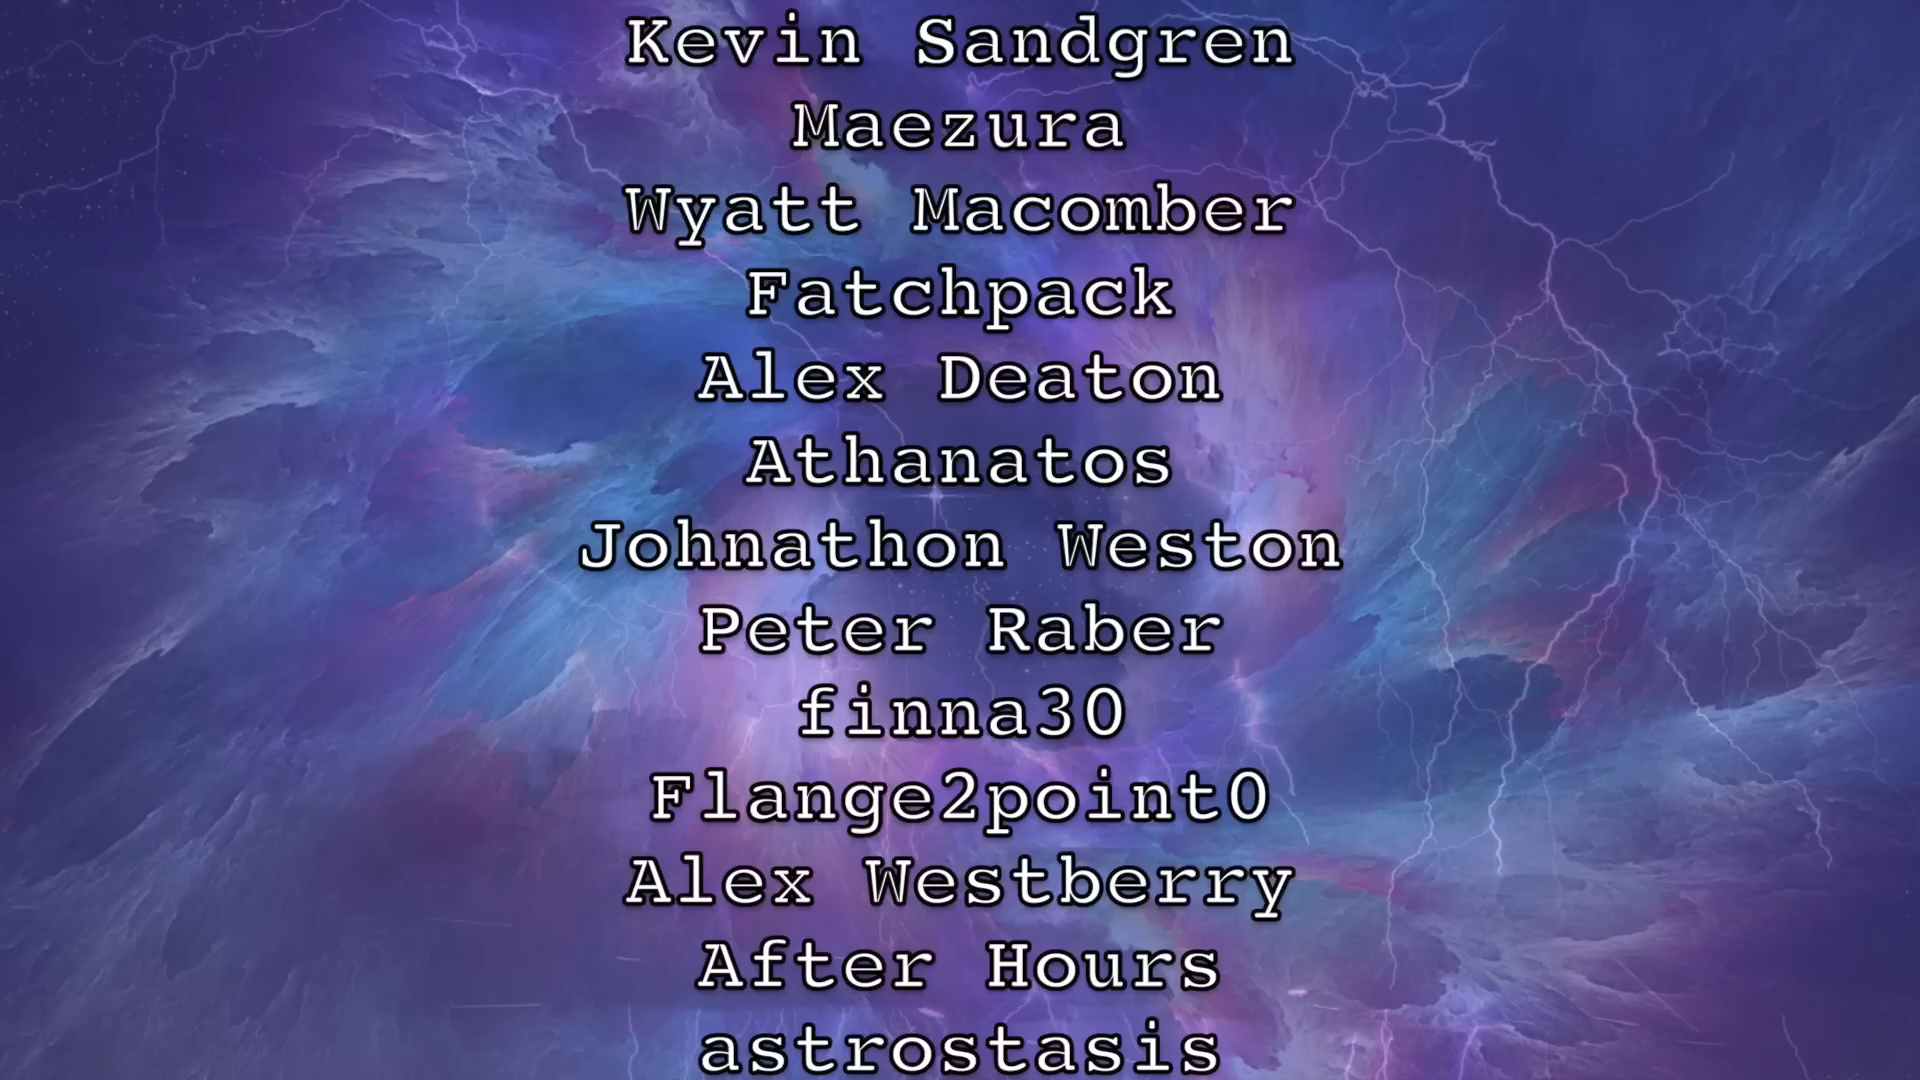 Kevin Sandgren
Maezura
Wyatt Macomber
Fatchpack
Alex Deaton
Athanatos
Johnathon Weston
Peter Raber
finna30
Flange2point0
Alex Westberry
After Hours
astrostasis